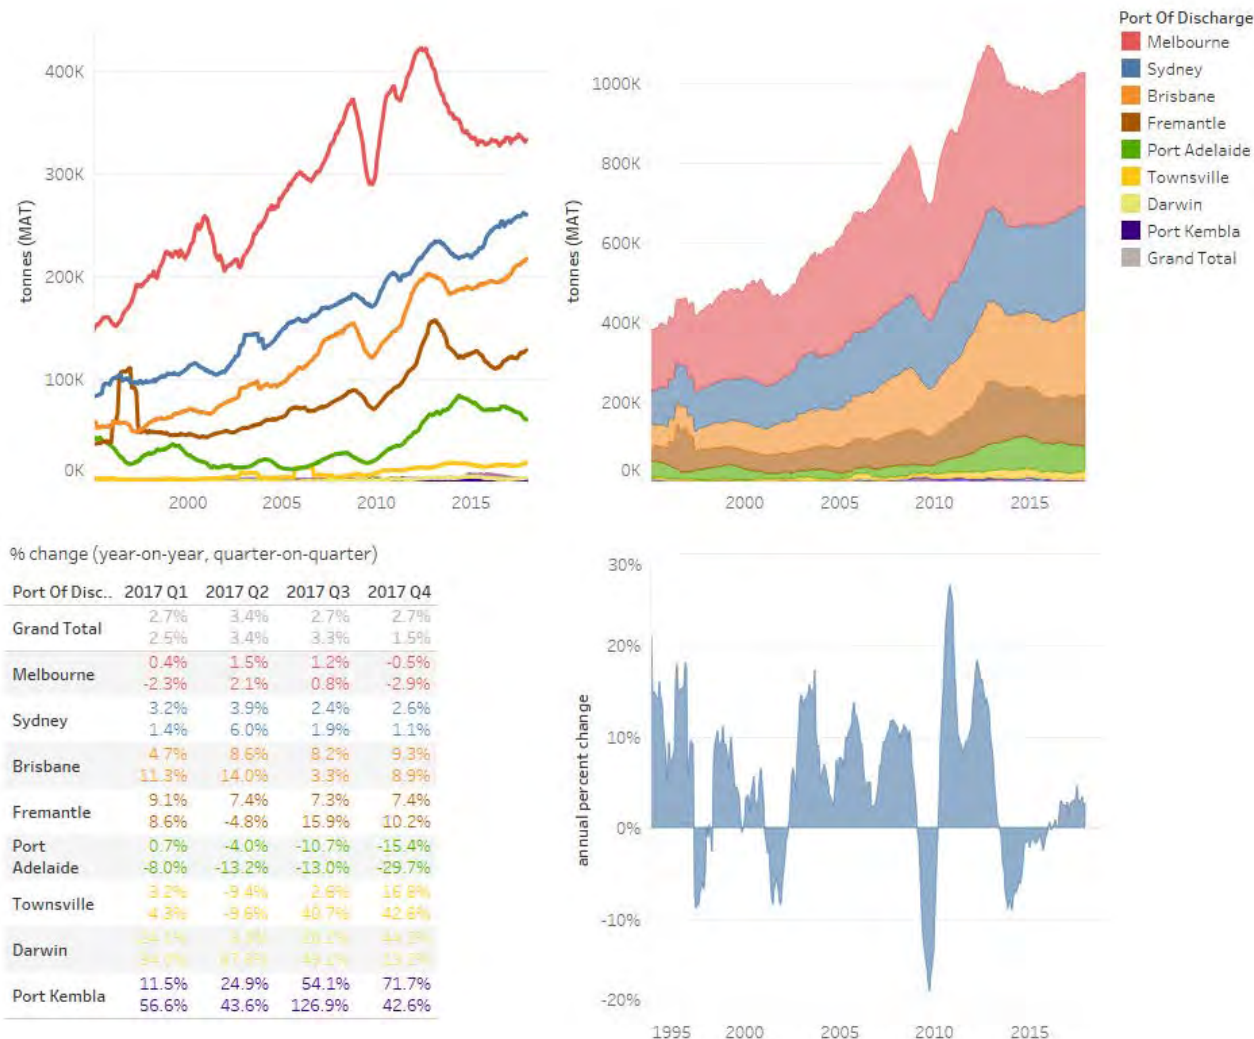 400K
300K
200K
100K
0K
tonnes (MAT)
2000 2005 2010 2015
1000K
800K
600K
400K
200K
0K
tonnes (MAT)
2000 2005 2010 2015
Port Of Discharge
Melbourne
Sydney
Brisbane
Fremantle
Port Adelaide
Townsville
Darwin
Port Kembla
Grand Total
% change (year-on-year, quarter-on-quarter)
Port Of Disc.. 2017 Q1 2017 Q2 2017 Q3 2017 Q4
Grand Total
2.7% 3.4% 2.7% 2.7%
2.5% 3.4% 3.3% 1.5%
Melbourne
0.4% 1.5% 1.2% -0.5%
-2.3% 2.1% 0.8% -2.9%
Sydney
3.2% 3.9% 2.4% 2.6%
1.4% 6.0% 1.9% 1.1%
Brisbane
4.7% 8.6% 8.2% 9.3%
11.3% 14.0% 3.3% 8.9%
Fremantle
9.1% 7.4% 7.3% 7.4%
8.6% -4.8% 15.9% 10.2%
Port
Adelaide
0.7% -4.0% -10.7% -15.4%
-8.0% -13.2% -13.0% -29.7%
Townsville
3.2% -9.4% 2.8% 16.8%
4.3% -9.6% 40.7% 42.6%
Darwin
Port Kembla
11.5% 24.9% 54.1% 71.7%
56.6% 43.6% 126.9% 42.6%
30%
20%
10%
0%
-10%
-20%
annual percent change
1995 2000 2005 2010 2015